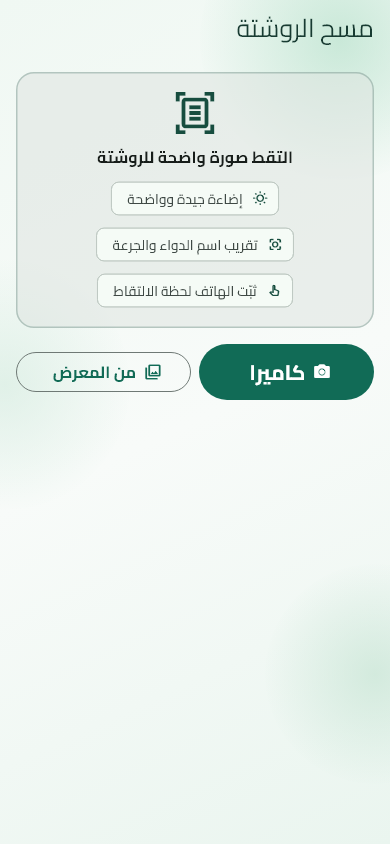 مسح الروشتة
التقط صورة واضحة للروشتة
إضاءة جيدة وواضحة
تقريب اسم الدواء والجرعة
ثبّت الهاتف لحظة الالتقاط
كاميرا
من المعرض